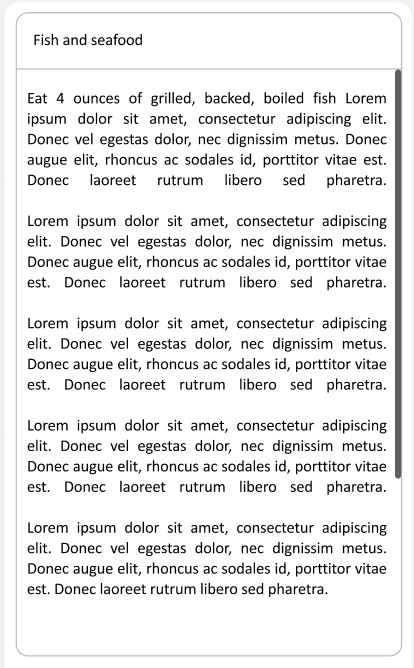 Fish and seafood
Eat 4 ounces of grilled, backed, boiled fish Lorem
ipsum dolor sit amet, consectetur adipiscing elit.
Donec vel egestas dolor, nec dignissim metus. Donec
augue elit, rhoncus ac sodales id, porttitor vitae est.
Donec laoreet rutrum libero sed pharetra.
Lorem ipsum dolor sit amet, consectetur adipiscing
elit. Donec vel egestas dolor, nec dignissim metus.
Donec augue elit, rhoncus ac sodales id, porttitor vitae
est. Donec laoreet rutrum libero sed pharetra.
Lorem ipsum dolor sit amet, consectetur adipiscing
elit. Donec vel egestas dolor, nec dignissim metus.
Donec augue elit, rhoncus ac sodales id, porttitor vitae
est. Donec laoreet rutrum libero sed pharetra.
Lorem ipsum dolor sit amet, consectetur adipiscing
elit. Donec vel egestas dolor, nec dignissim metus.
Donec augue elit, rhoncus ac sodales id, porttitor vitae
est. Donec laoreet rutrum libero sed pharetra.
Lorem ipsum dolor sit amet, consectetur adipiscing
elit. Donec vel egestas dolor, nec dignissim metus.
Donec augue elit, rhoncus ac sodales id, porttitor vitae
est. Donec laoreet rutrum libero sed pharetra.